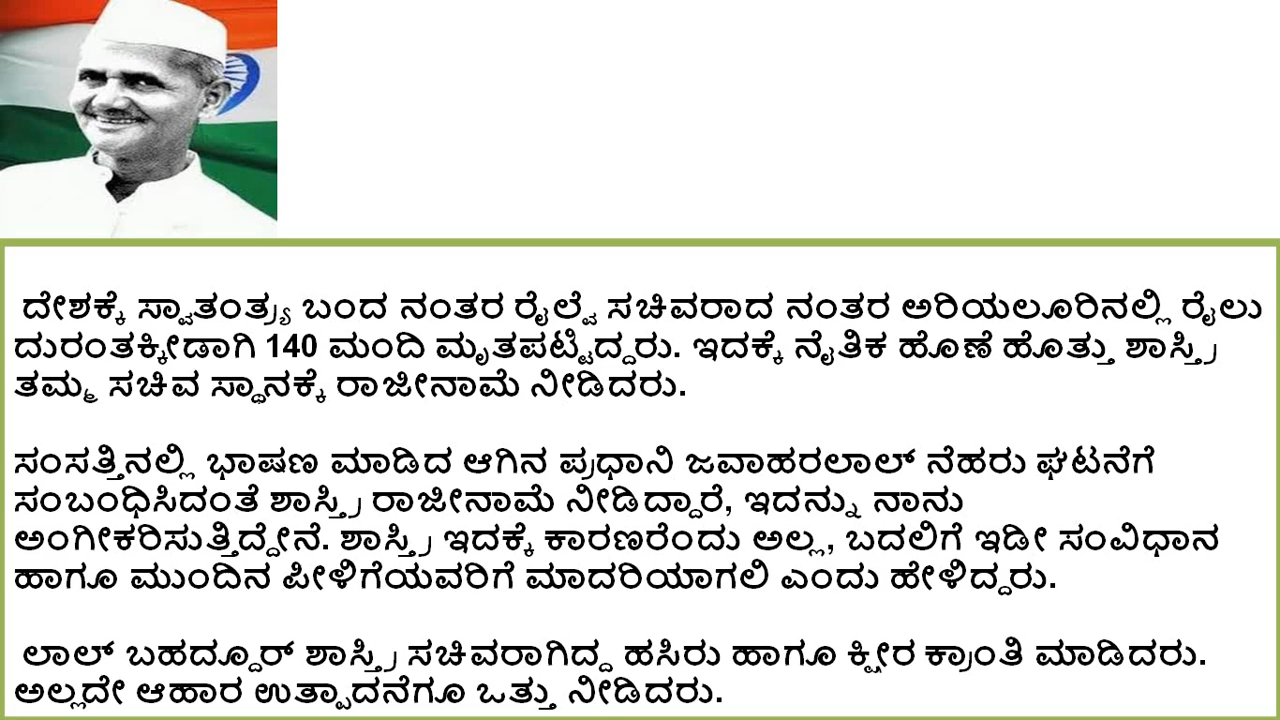 ದೇಶಕ್ಕೆ ಸ್ವಾತಂತ್ರ್ಯ ಬಂದ ನಂತರ ರೈಲ್ವೆ ಸಚಿವರಾದ ನಂತರ ಅರಿಯಲೂರಿನಲ್ಲಿ ರೈಲು
ದುರಂತಕ್ಕೀಡಾಗಿ 140 ಮಂದಿ ಮೃತಪಟ್ಟಿದ್ದರು. ಇದಕ್ಕೆ ನೈತಿಕ ಹೊಣೆ ಹೊತ್ತು ಶಾಸ್ತ್ರಿ
ತಮ್ಮ ಸಚಿವ ಸ್ಥಾನಕ್ಕೆ ರಾಜೀನಾಮೆ ನೀಡಿದರು.
ಸಂಸತ್ತಿನಲ್ಲಿ ಭಾಷಣ ಮಾಡಿದ ಆಗಿನ ಪ್ರಧಾನಿ ಜವಾಹರಲಾಲ್ ನೆಹರು ಘಟನೆಗೆ
ಸಂಬಂಧಿಸಿದಂತೆ ಶಾಸ್ತ್ರಿ ರಾಜೀನಾಮೆ ನೀಡಿದ್ದಾರೆ, ಇದನ್ನು ನಾನು
ಅಂಗೀಕರಿಸುತ್ತಿದ್ದೇನೆ. ಶಾಸ್ತ್ರಿ ಇದಕ್ಕೆ ಕಾರಣರೆಂದು ಅಲ್ಲ, ಬದಲಿಗೆ ಇಡೀ ಸಂವಿಧಾನ
ಹಾಗೂ ಮುಂದಿನ ಪೀಳಿಗೆಯವರಿಗೆ ಮಾದರಿಯಾಗಲಿ ಎಂದು ಹೇಳಿದ್ದರು.
ಲಾಲ್ ಬಹದ್ದೂರ್ ಶಾಸ್ತ್ರಿ ಸಚಿವರಾಗಿದ್ದ ಹಸಿರು ಹಾಗೂ ಕ್ಷೀರ ಕ್ರಾಂತಿ ಮಾಡಿದರು.
ಅಲ್ಲದೇ ಆಹಾರ ಉತ್ಪಾದನೆಗೂ ಒತ್ತು ನೀಡಿದರು.